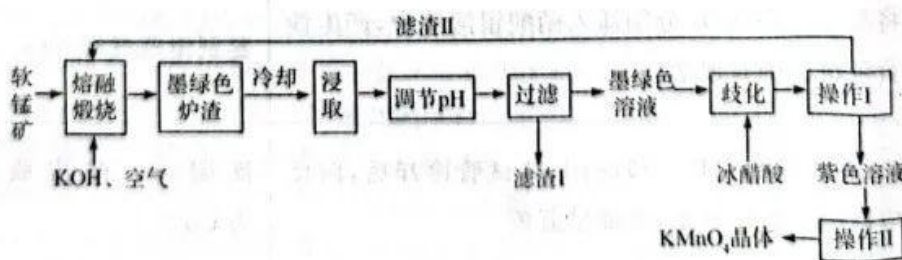 滤渣II
软锰矿
熔融煅烧
墨绿色炉渣
冷却
浸取
调节pH
过滤
墨绿色溶液
歧化
操作I
KOH、空气
滤渣I
冰醋酸
紫色溶液
KMnO₄晶体
操作II